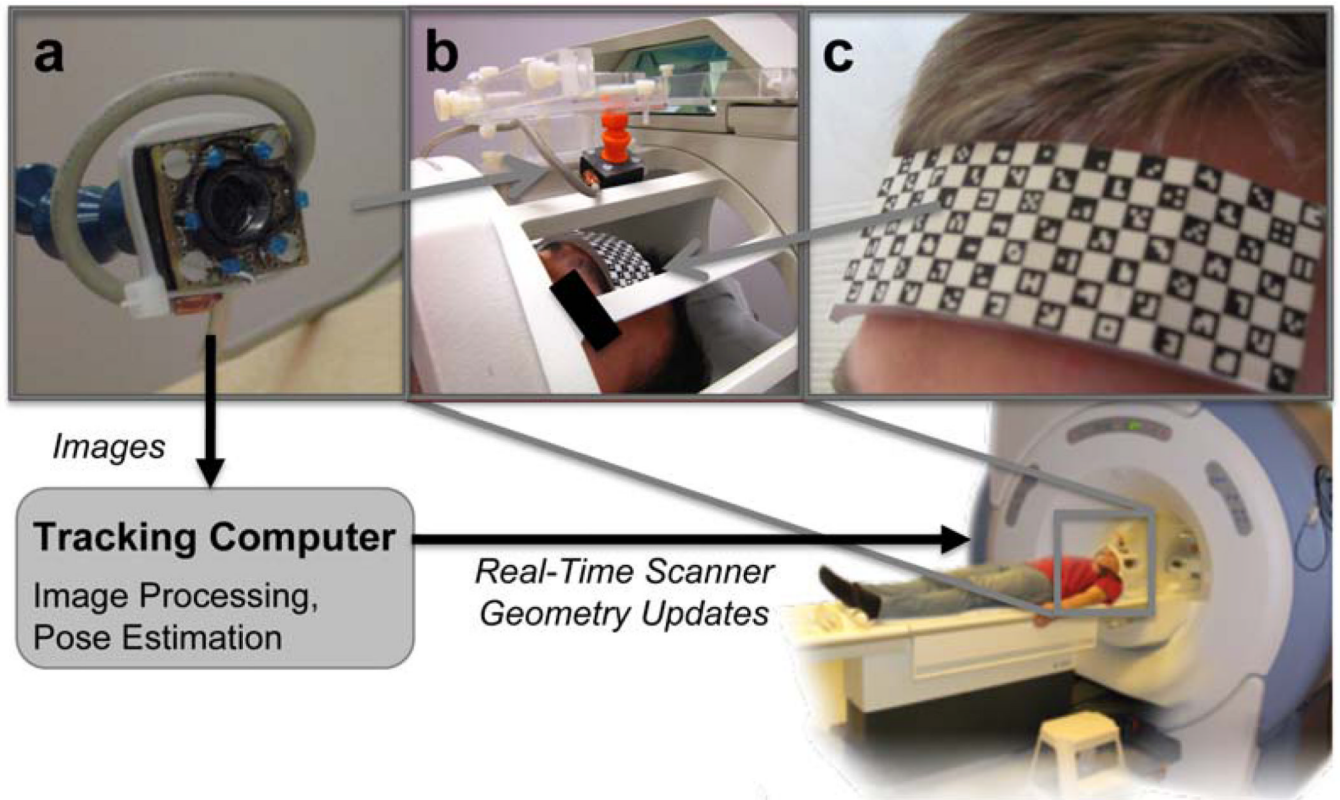 a
b
c
Images
Tracking Computer
Image Processing,
Pose Estimation
Real-Time Scanner
Geometry Updates